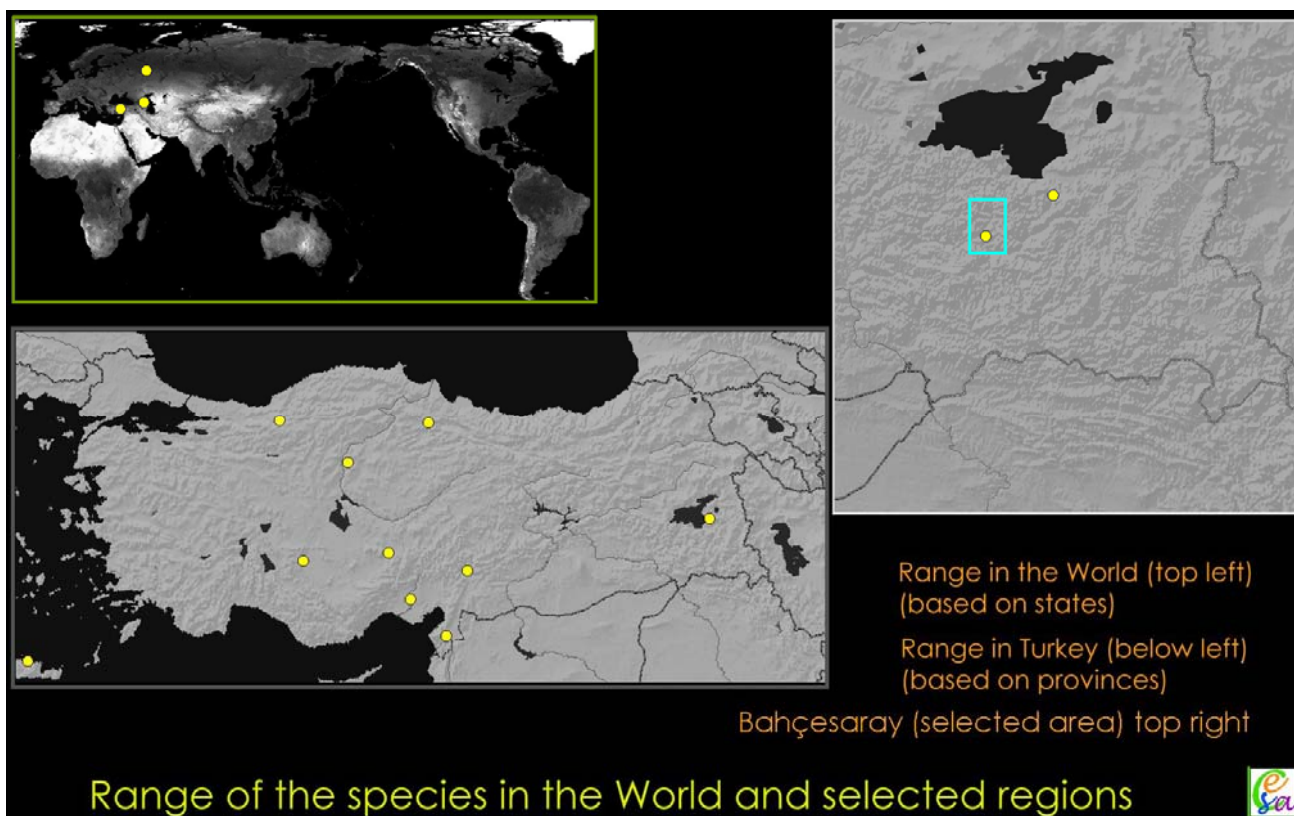 Range in the World (top left)
(based on states)
Range in Turkey (below left)
(based on provinces)
Bahçesaray (selected area) top right
Range of the species in the World and selected regions
esa